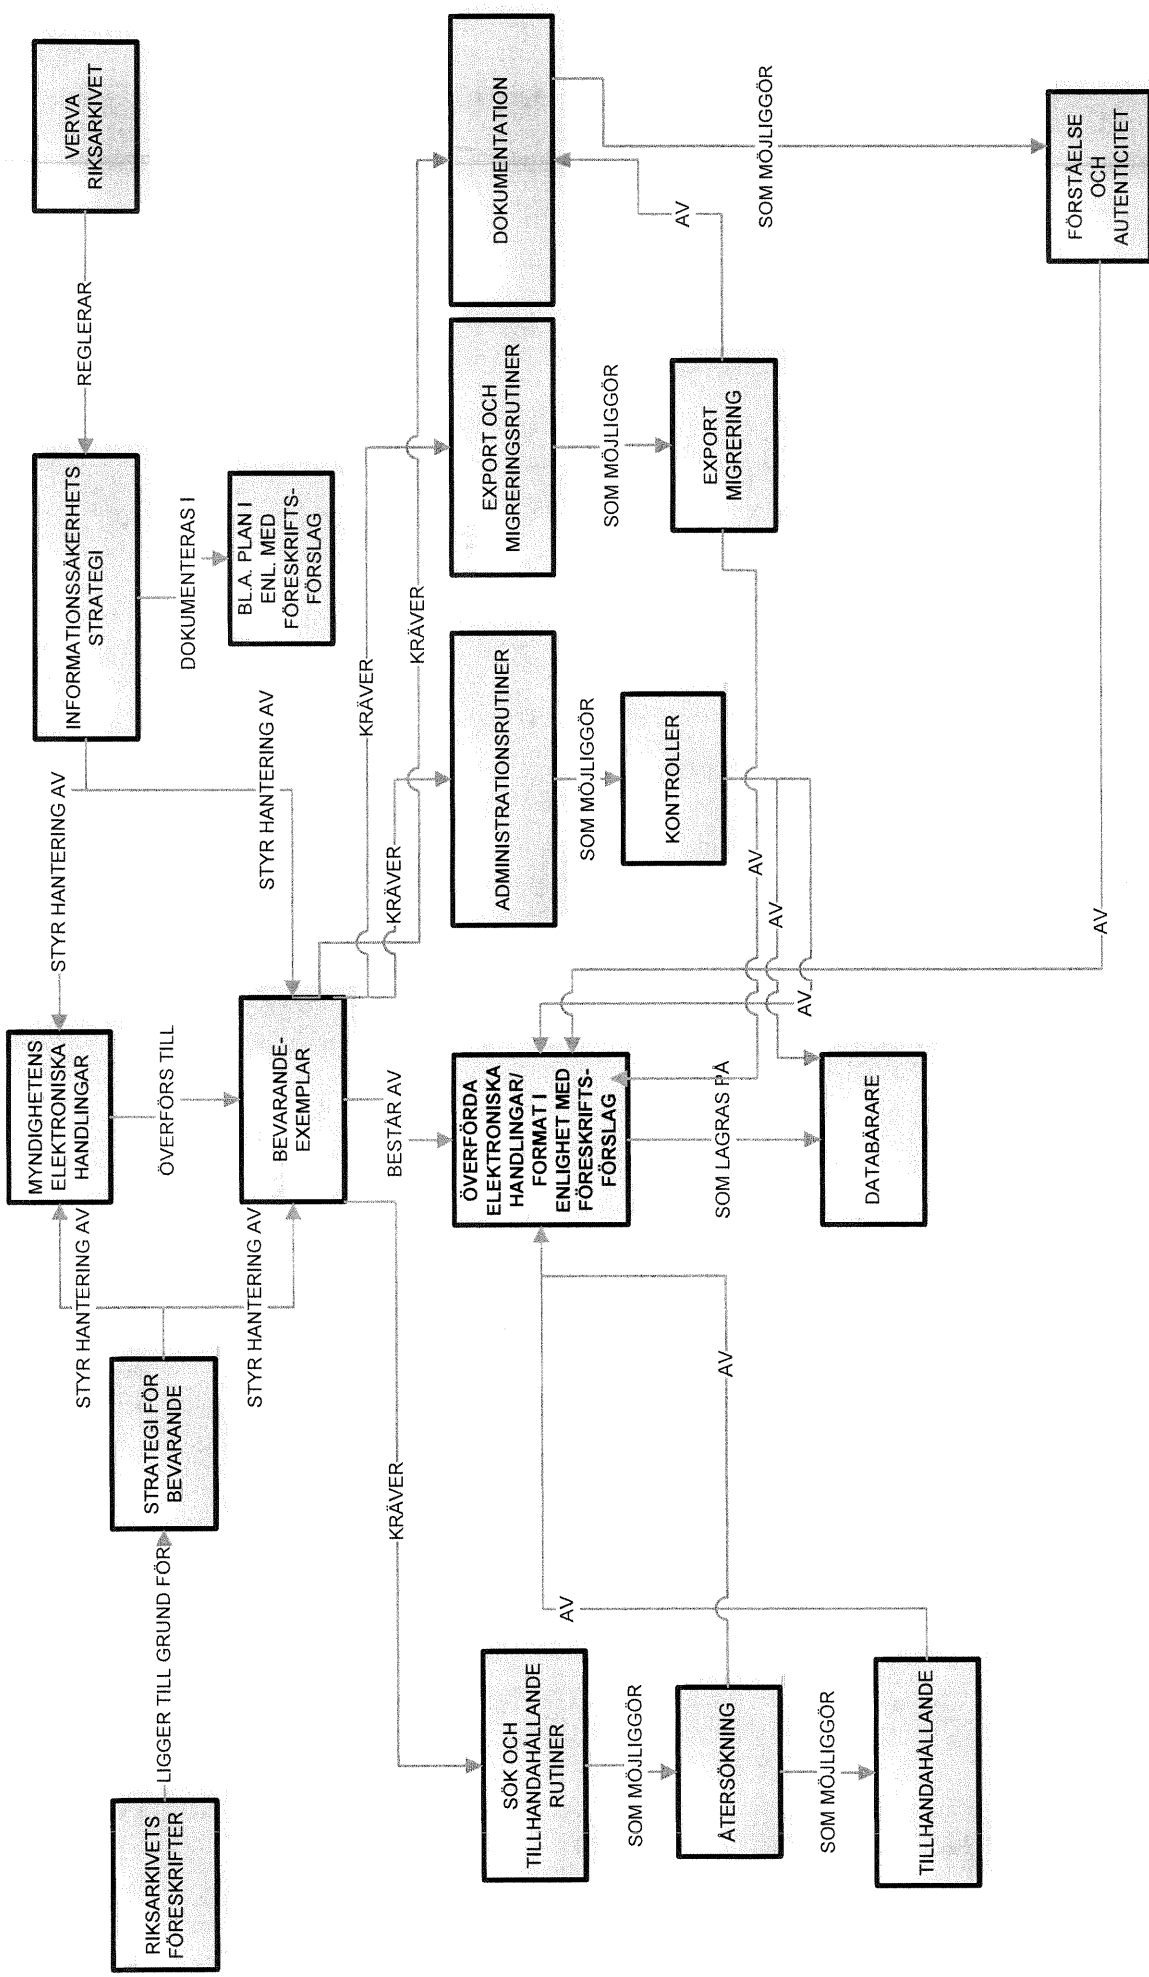 RIKSARKIVETS
FÖRESKRIFTER
LIGGER TILL GRUND FÖR
STRATEGI FÖR
BEVARANDE
STYR HANTERING AV
STYR HANTERING AV
MYNDIGHETENS
ELEKTRONISKA
HANDLINGAR
STYR HANTERING AV
ÖVERFÖRS TILL
STYR HANTERING AV
INFORMATIONSSÄKERHETS
STRATEGI
REGLERAR
VERVA
RIKSARKIVET
DOKUMENTERAS I
BL.A. PLAN I
ENL. MED
FÖRESKRIFTS-
FÖRSLAG
BEVARANDE-
EXEMPLAR
KRÄVER
BESTÅR AV
KRÄVER
KRÄVER
KRÄVER
SÖK OCH
TILLHANDAHÅLLANDE
RUTINER
ÖVERFÖRDA
ELEKTRONISKA
HANDLINGAR/
FORMAT I
ENLIGHET MED
FÖRESKRIFTS-
FÖRSLAG
ADMINISTRATIONSRUTINER
EXPORT OCH
MIGRERINGSRUTINER
DOKUMENTATION
SOM MÖJLIGGÖR
AV
SOM LAGRAS PÅ
SOM MÖJLIGGÖR
SOM MÖJLIGGÖR
AV
SOM MÖJLIGGÖR
ÅTERSÖKNING
AV
KONTROLLER
EXPORT
MIGRERING
SOM MÖJLIGGÖR
AV
AV
AV
TILLHANDAHÅLLANDE
DATABÄRARE
AV
FÖRSTÅELSE
OCH
AUTENTICITET